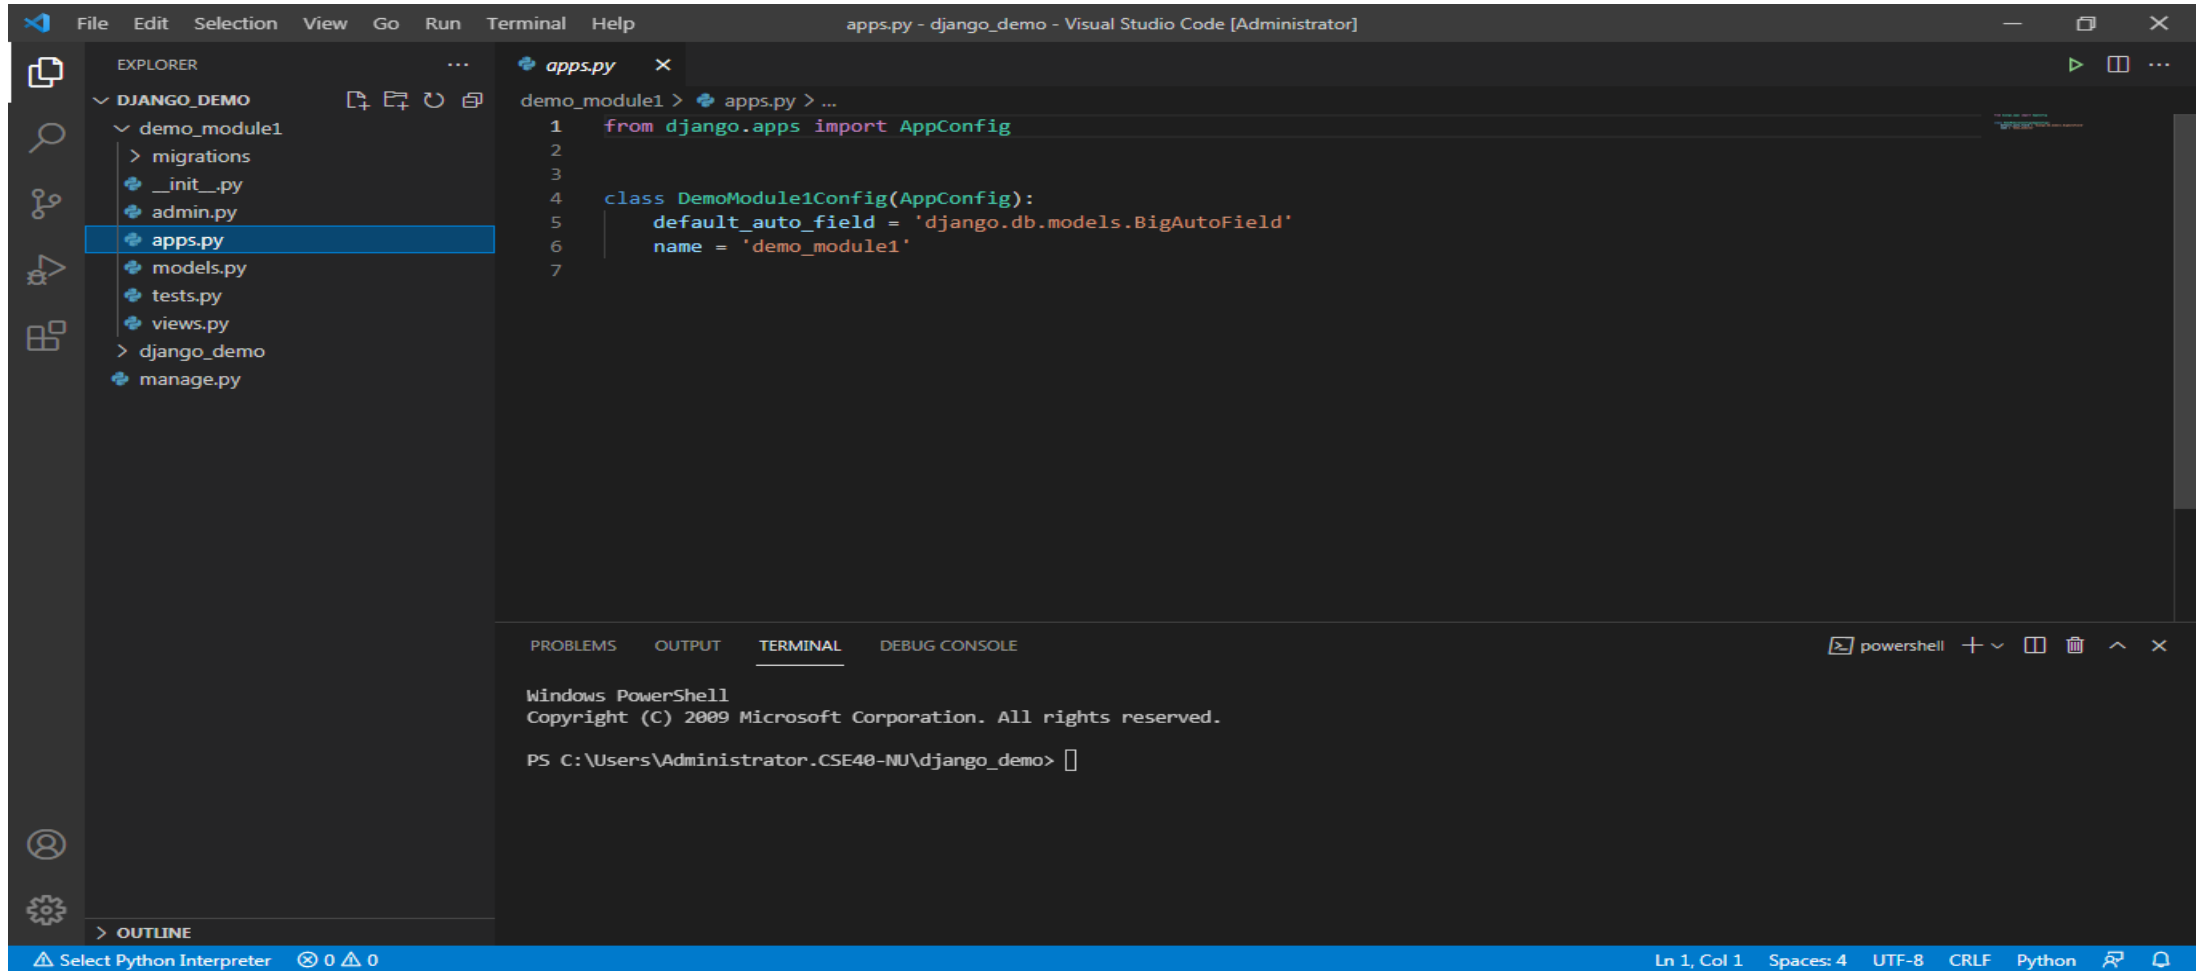 File Edit Selection View Go Run Terminal Help apps.py - django_demo - Visual Studio Code [Administrator]
EXPLORER ...
DJANGO_DEMO
demo_module1
migrations
__init__.py
admin.py
apps.py
models.py
tests.py
views.py
django_demo
manage.py
OUTLINE
apps.py
demo_module1 > apps.py > ...
1 from django.apps import AppConfig
2
3
4 class DemoModule1Config(AppConfig):
5 default_auto_field = 'django.db.models.BigAutoField'
6 name = 'demo_module1'
7
PROBLEMS OUTPUT TERMINAL DEBUG CONSOLE powershell
Windows PowerShell
Copyright (C) 2009 Microsoft Corporation. All rights reserved.
PS C:\Users\Administrator.CSE40-NU\django_demo>
Select Python Interpreter 0 0 Ln 1, Col 1 Spaces: 4 UTF-8 CRLF Python